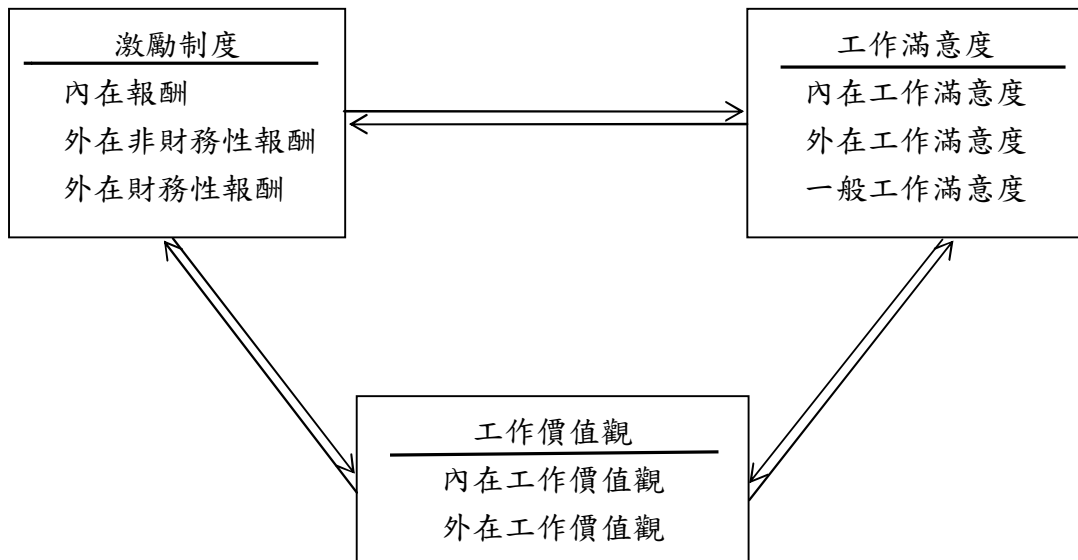 激勵制度
內在報酬
外在非財務性報酬
外在財務性報酬
工作滿意度
內在工作滿意度
外在工作滿意度
一般工作滿意度
工作價值觀
內在工作價值觀
外在工作價值觀